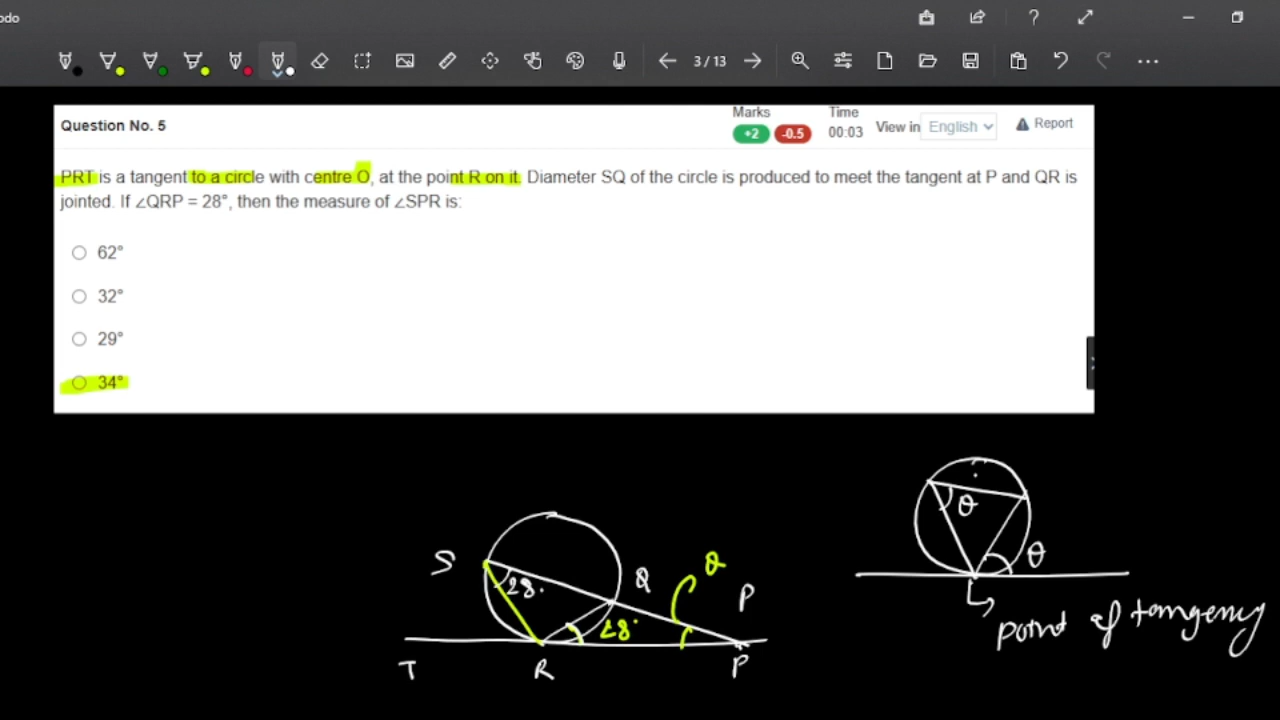 odo
3 / 13
Question No. 5
Marks
Time
+2
-0.5
00:03
View in
English
Report
PRT is a tangent to a circle with centre O, at the point R on it. Diameter SQ of the circle is produced to meet the tangent at P and QR is
jointed. If ∠QRP = 28°, then the measure of ∠SPR is:
62°
32°
29°
34°
θ
θ
point of tangency
S
28°
Q
θ
P
28°
T
R
P